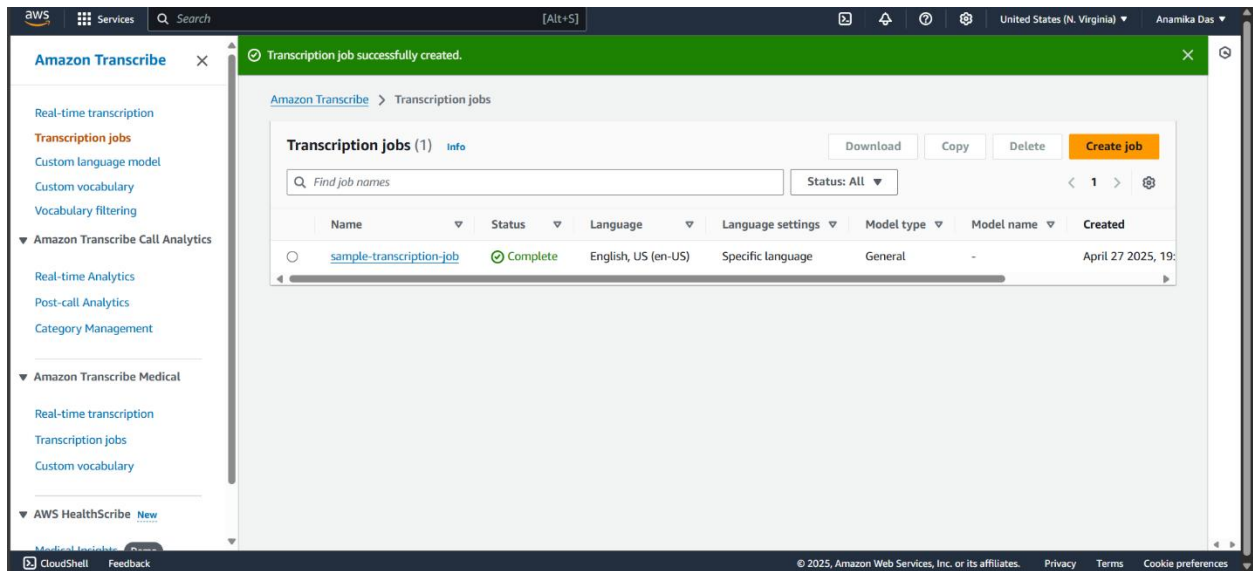 aws Services Search [Alt+S] United States (N. Virginia) Anamika Das
Amazon Transcribe
Real-time transcription
Transcription jobs
Custom language model
Custom vocabulary
Vocabulary filtering
Amazon Transcribe Call Analytics
Real-time Analytics
Post-call Analytics
Category Management
Amazon Transcribe Medical
Real-time transcription
Transcription jobs
Custom vocabulary
AWS HealthScribe New
Medical Insights Demo
Transcription job successfully created.
Amazon Transcribe > Transcription jobs
Transcription jobs (1) Info Download Copy Delete Create job
Find job names Status: All < 1 >
Name Status Language Language settings Model type Model name Created
sample-transcription-job Complete English, US (en-US) Specific language General - April 27 2025, 19:
CloudShell Feedback © 2025, Amazon Web Services, Inc. or its affiliates. Privacy Terms Cookie preferences